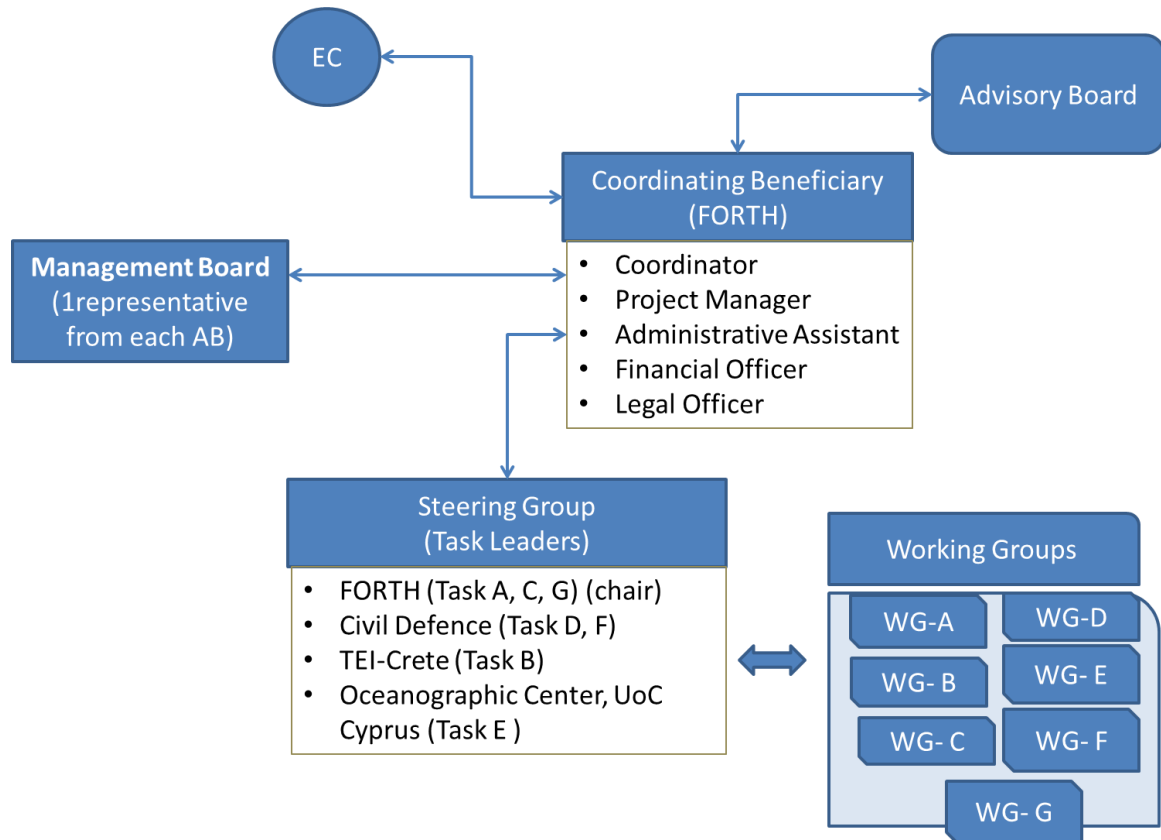 EC
Advisory Board
Coordinating Beneficiary
(FORTH)
• Coordinator
• Project Manager
• Administrative Assistant
• Financial Officer
• Legal Officer
Management Board
(1representative
from each AB)
Steering Group
(Task Leaders)
• FORTH (Task A, C, G) (chair)
• Civil Defence (Task D, F)
• TEI-Crete (Task B)
• Oceanographic Center, UoC
Cyprus (Task E )
Working Groups
WG-A
WG-D
WG- B
WG- E
WG- C
WG- F
WG- G